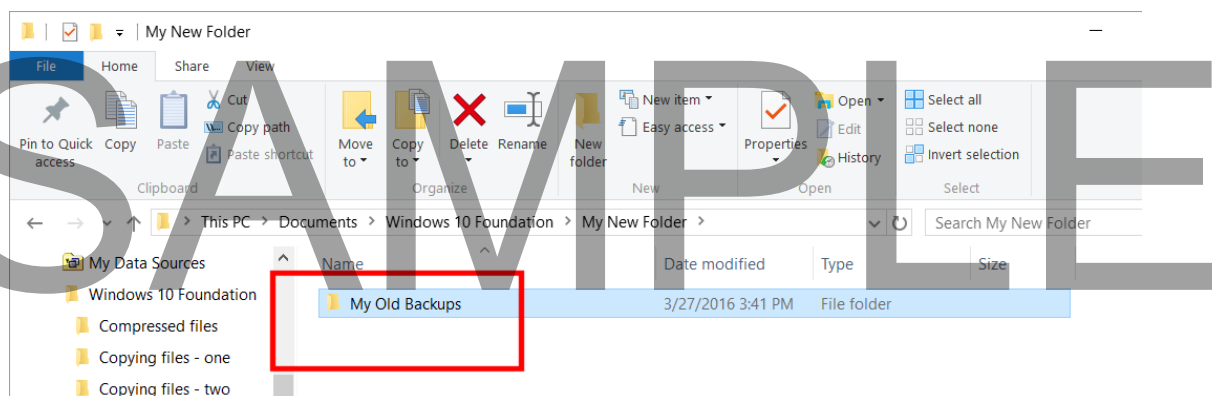 My New Folder
File Home Share View
Pin to Quick access
Copy
Paste
Cut
Copy path
Paste shortcut
Clipboard
Move to
Copy to
Delete
Rename
Organize
New folder
New item
Easy access
New
Properties
Open
Edit
History
Open
Select all
Select none
Invert selection
Select
This PC > Documents > Windows 10 Foundation > My New Folder >
Search My New Folder
My Data Sources
Windows 10 Foundation
Compressed files
Copying files - one
Copying files - two
Name Date modified Type Size
My Old Backups 3/27/2016 3:41 PM File folder
SAMPLE